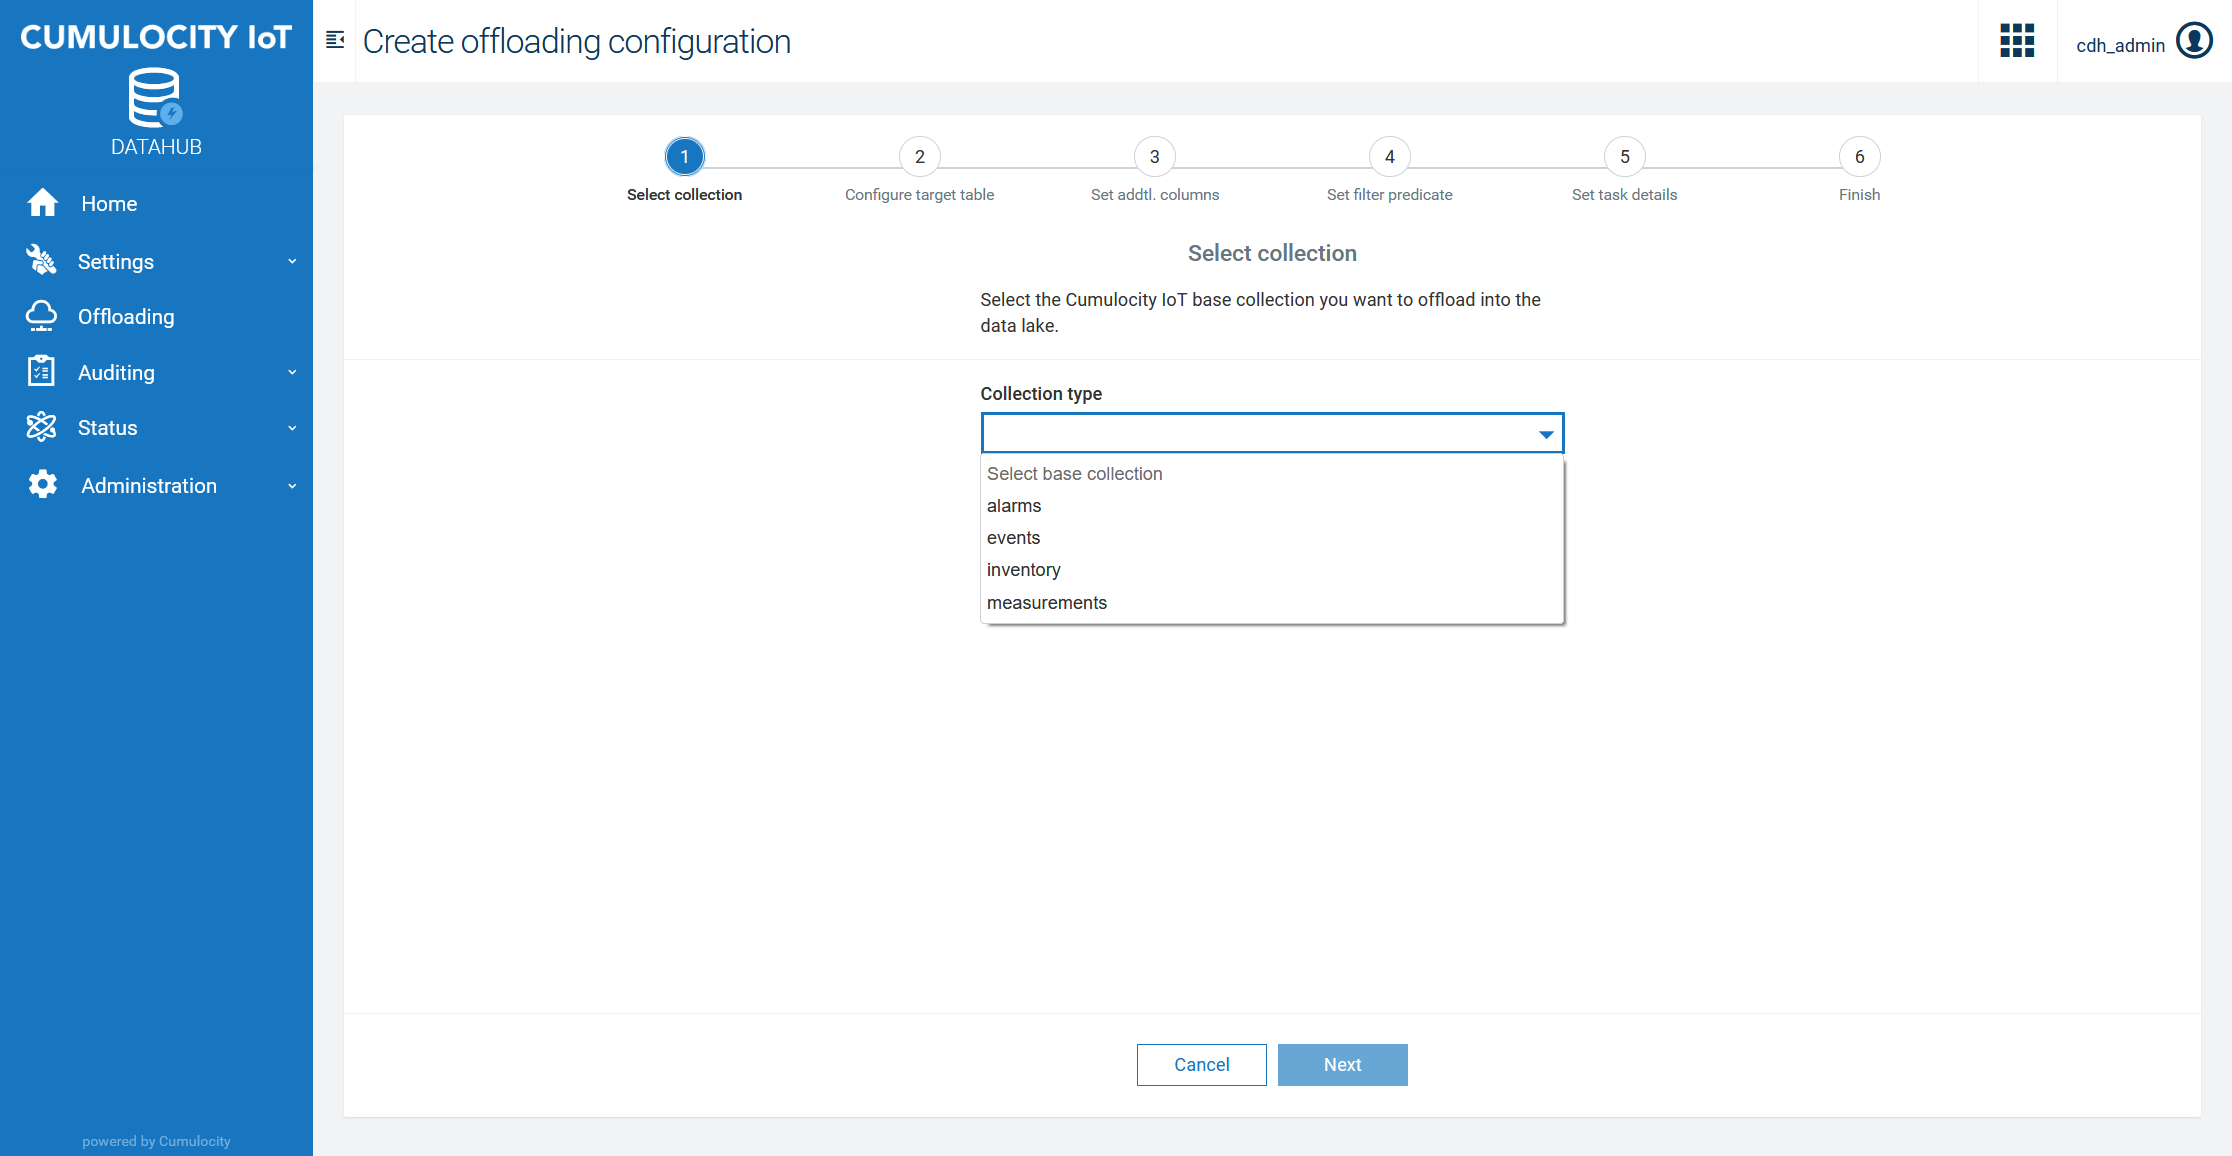 CUMULOCITY IoT
DATAHUB
Home
Settings
Offloading
Auditing
Status
Administration
powered by Cumulocity
Create offloading configuration
cdh_admin
1
2
3
4
5
6
Select collection
Configure target table
Set addtl. columns
Set filter predicate
Set task details
Finish
Select collection
Select the Cumulocity IoT base collection you want to offload into the
data lake.
Collection type
Select base collection
alarms
events
inventory
measurements
Cancel
Next